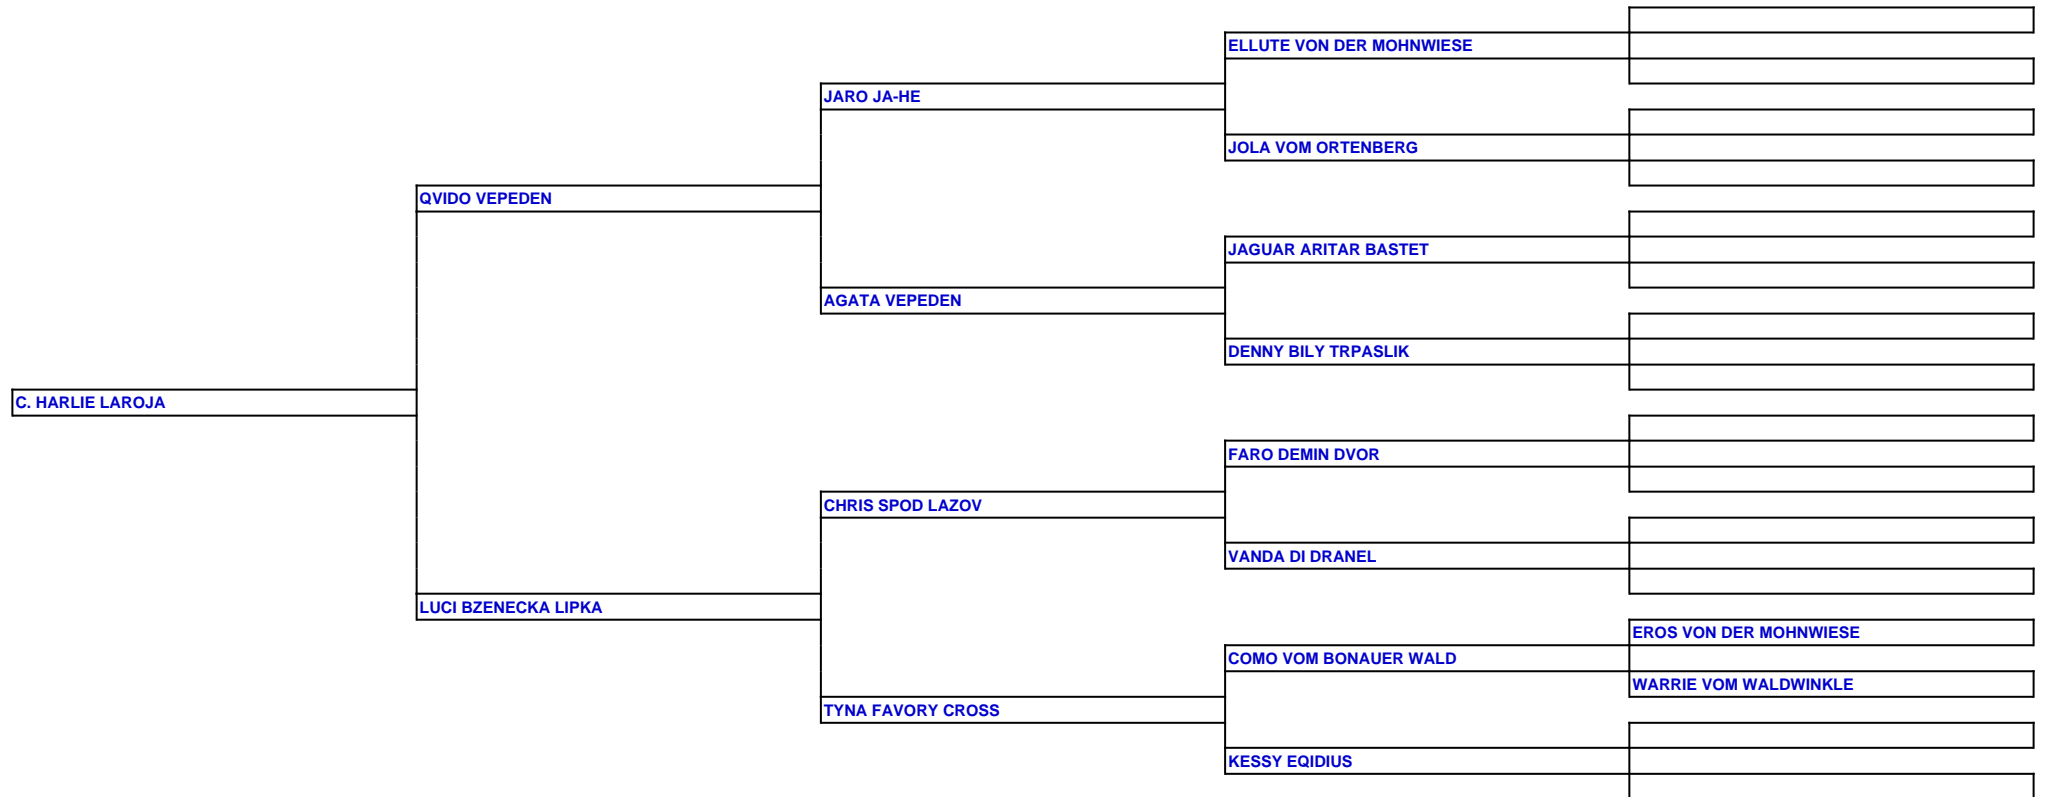 ELLUTE VON DER MOHNWIESE
JARO JA-HE
JOLA VOM ORTENBERG
QVIDO VEPEDEN
JAGUAR ARITAR BASTET
AGATA VEPEDEN
DENNY BILY TRPASLIK
C. HARLIE LAROJA
FARO DEMIN DVOR
CHRIS SPOD LAZOV
VANDA DI DRANEL
LUCI BZENECKA LIPKA
EROS VON DER MOHNWIESE
COMO VOM BONAUER WALD
WARRIE VOM WALDWINKLE
TYNA FAVORY CROSS
KESSY EQIDIUS